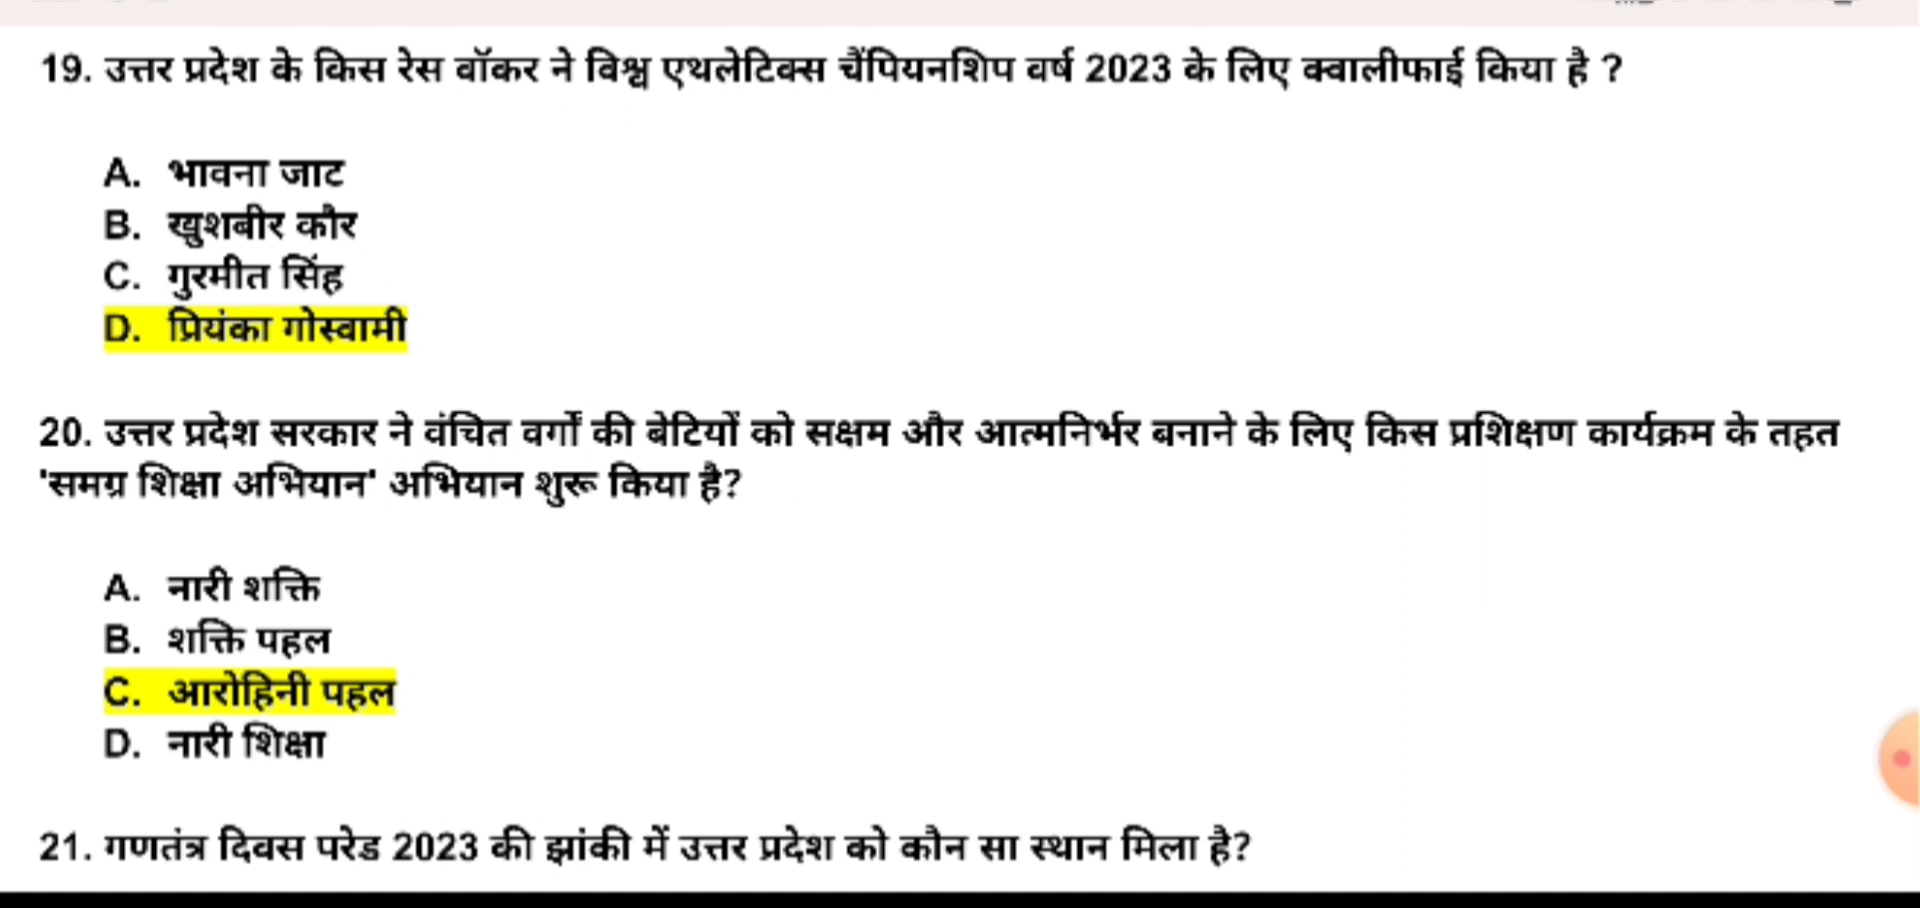 19. उत्तर प्रदेश के किस रेस वॉकर ने विश्व एथलेटिक्स चैंपियनशिप वर्ष 2023 के लिए क्वालीफाई किया है ?
A. भावना जाट
B. खुशबीर कौर
C. गुरमीत सिंह
D. प्रियंका गोस्वामी
20. उत्तर प्रदेश सरकार ने वंचित वर्गों की बेटियों को सक्षम और आत्मनिर्भर बनाने के लिए किस प्रशिक्षण कार्यक्रम के तहत
'समग्र शिक्षा अभियान' अभियान शुरू किया है?
A. नारी शक्ति
B. शक्ति पहल
C. आरोहिनी पहल
D. नारी शिक्षा
21. गणतंत्र दिवस परेड 2023 की झांकी में उत्तर प्रदेश को कौन सा स्थान मिला है?